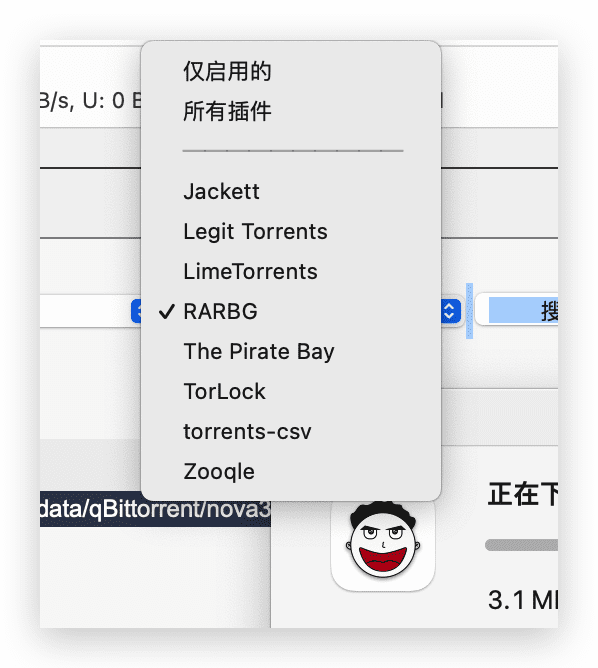 仅启用的
B/s, U: 0 B
所有插件
Jackett
Legit Torrents
LimeTorrents
✓ RARBG
搜
The Pirate Bay
TorLock
torrents-csv
Zooqle
正在下
data/qBittorrent/nova3
3.1 M